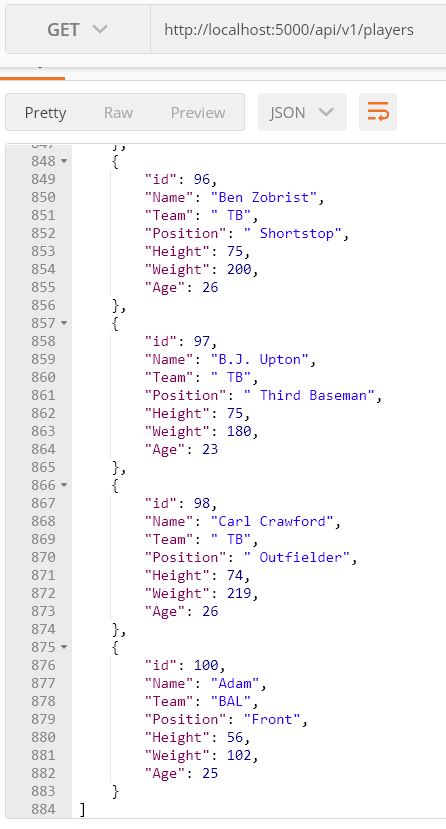 GET http://localhost:5000/api/v1/players
Pretty Raw Preview JSON
847 },
848 {
849 "id": 96,
850 "Name": "Ben Zobrist",
851 "Team": " TB",
852 "Position": " Shortstop",
853 "Height": 75,
854 "Weight": 200,
855 "Age": 26
856 },
857 {
858 "id": 97,
859 "Name": "B.J. Upton",
860 "Team": " TB",
861 "Position": " Third Baseman",
862 "Height": 75,
863 "Weight": 180,
864 "Age": 23
865 },
866 {
867 "id": 98,
868 "Name": "Carl Crawford",
869 "Team": " TB",
870 "Position": " Outfielder",
871 "Height": 74,
872 "Weight": 219,
873 "Age": 26
874 },
875 {
876 "id": 100,
877 "Name": "Adam",
878 "Team": "BAL",
879 "Position": "Front",
880 "Height": 56,
881 "Weight": 102,
882 "Age": 25
883 }
884 ]